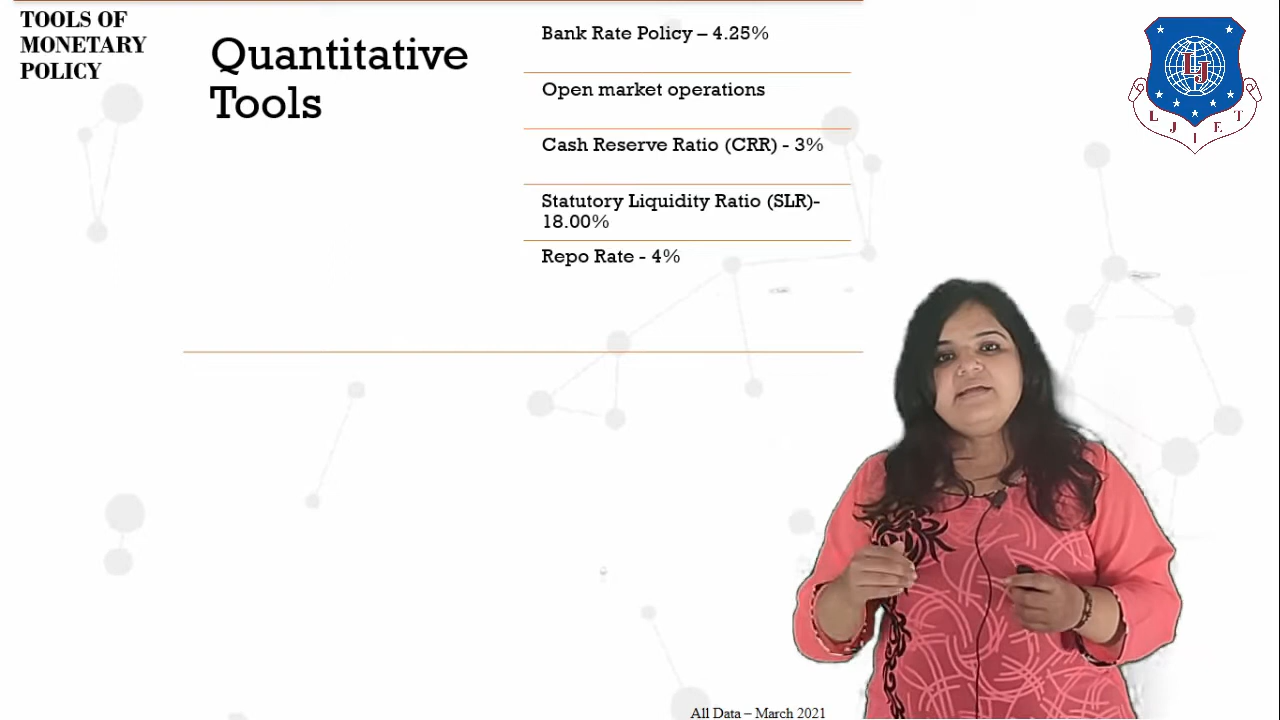 TOOLS OF
MONETARY
POLICY
Quantitative
Tools
Bank Rate Policy – 4.25%
Open market operations
Cash Reserve Ratio (CRR) - 3%
Statutory Liquidity Ratio (SLR)-
18.00%
Repo Rate - 4%
LJ
L J I E T
All Data – March 2021